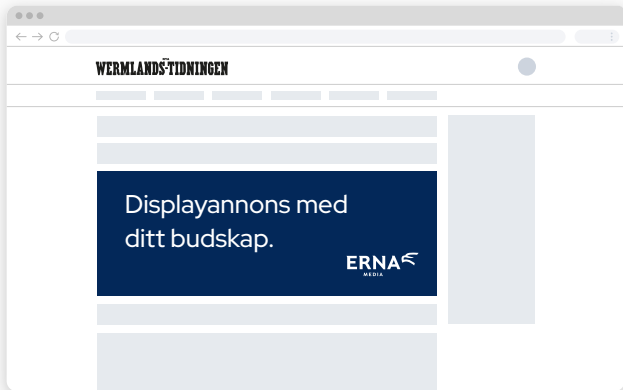 WERMLANDS-TIDNINGEN
Displayannons med
ditt budskap.
ERNA
MEDIA